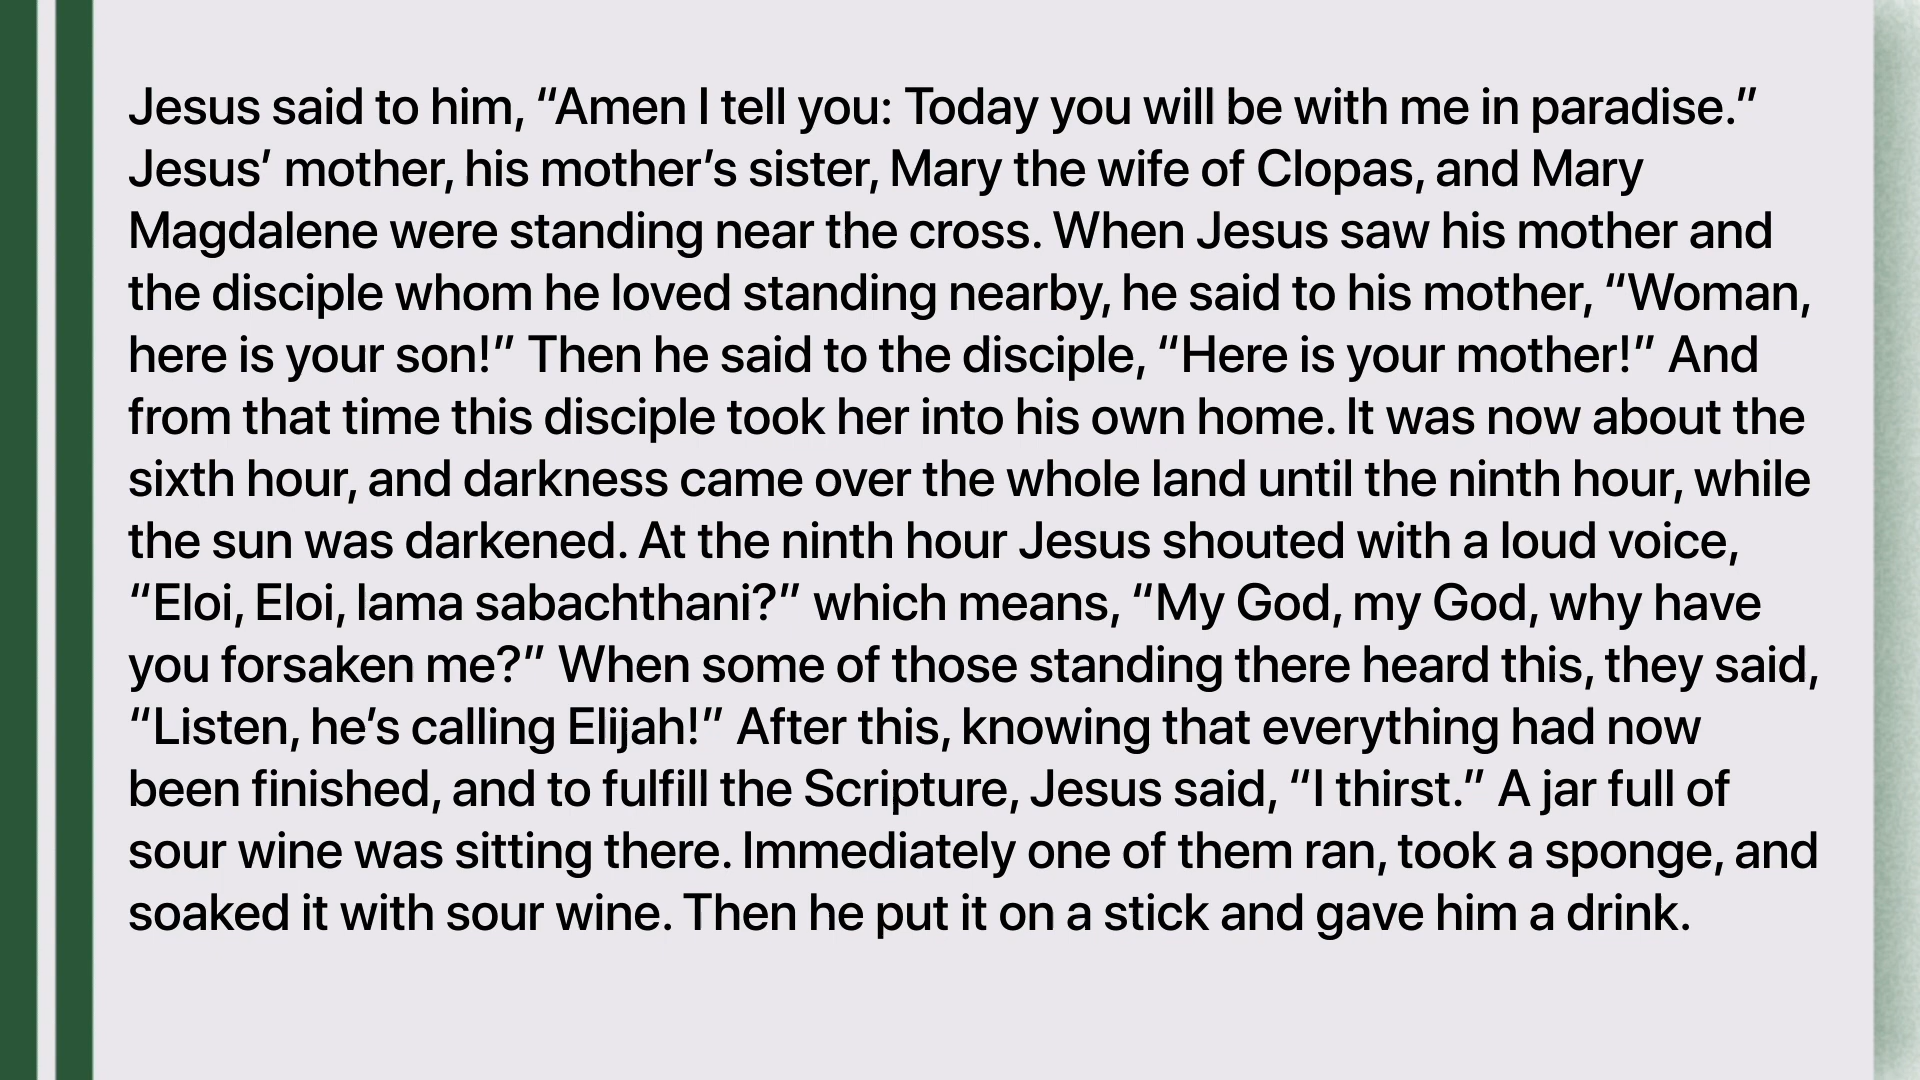 Jesus said to him, “Amen I tell you: Today you will be with me in paradise.”
Jesus’ mother, his mother’s sister, Mary the wife of Clopas, and Mary
Magdalene were standing near the cross. When Jesus saw his mother and
the disciple whom he loved standing nearby, he said to his mother, “Woman,
here is your son!” Then he said to the disciple, “Here is your mother!” And
from that time this disciple took her into his own home. It was now about the
sixth hour, and darkness came over the whole land until the ninth hour, while
the sun was darkened. At the ninth hour Jesus shouted with a loud voice,
“Eloi, Eloi, lama sabachthani?” which means, “My God, my God, why have
you forsaken me?” When some of those standing there heard this, they said,
“Listen, he’s calling Elijah!” After this, knowing that everything had now
been finished, and to fulfill the Scripture, Jesus said, “I thirst.” A jar full of
sour wine was sitting there. Immediately one of them ran, took a sponge, and
soaked it with sour wine. Then he put it on a stick and gave him a drink.